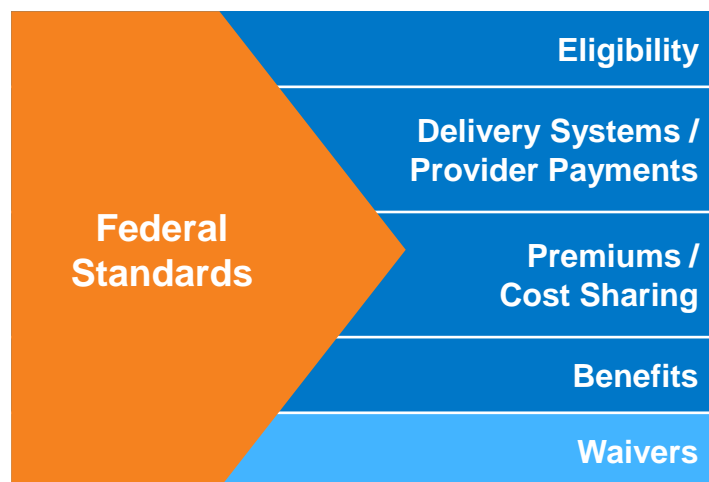 Federal
Standards
Eligibility
Delivery Systems /
Provider Payments
Premiums /
Cost Sharing
Benefits
Waivers